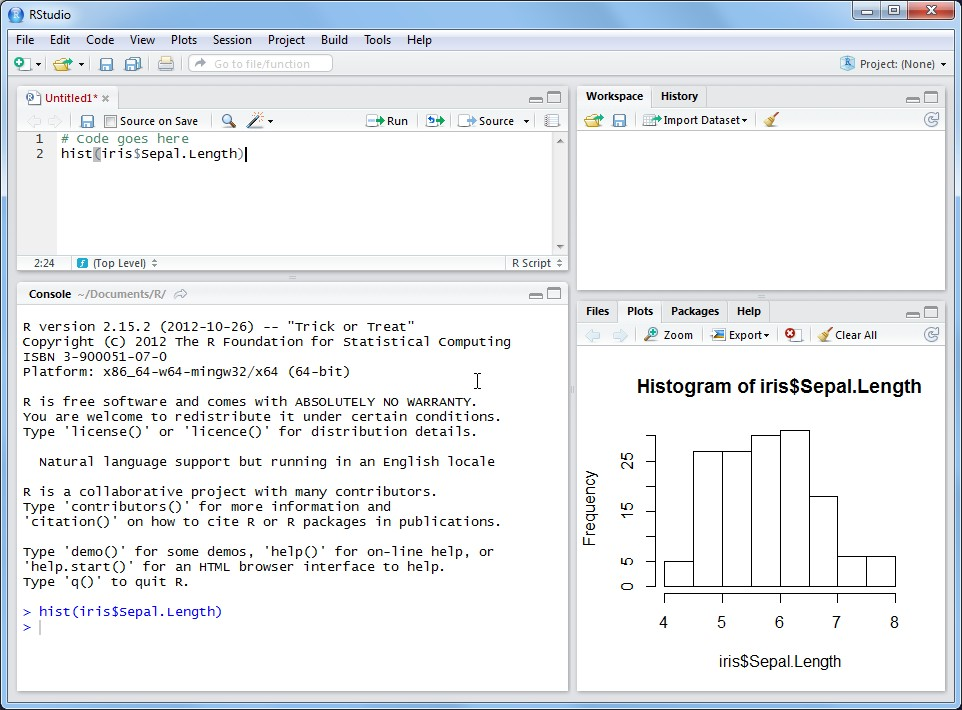 RStudio
File Edit Code View Plots Session Project Build Tools Help
Go to file/function
Project: (None)
Untitled1*
Source on Save
Run
Source
1 # Code goes here
2 hist(iris$Sepal.Length)
2:24 (Top Level) R Script
Console ~/Documents/R/
R version 2.15.2 (2012-10-26) -- "Trick or Treat"
Copyright (C) 2012 The R Foundation for Statistical Computing
ISBN 3-900051-07-0
Platform: x86_64-w64-mingw32/x64 (64-bit)
R is free software and comes with ABSOLUTELY NO WARRANTY.
You are welcome to redistribute it under certain conditions.
Type 'license()' or 'licence()' for distribution details.
Natural language support but running in an English locale
R is a collaborative project with many contributors.
Type 'contributors()' for more information and
'citation()' on how to cite R or R packages in publications.
Type 'demo()' for some demos, 'help()' for on-line help, or
'help.start()' for an HTML browser interface to help.
Type 'q()' to quit R.
> hist(iris$Sepal.Length)
>
Workspace History
Import Dataset
Files Plots Packages Help
Zoom Export Clear All
Histogram of iris$Sepal.Length
Frequency
25
15
5
0
4 5 6 7 8
iris$Sepal.Length